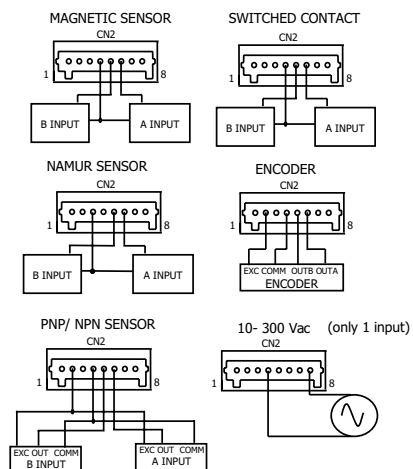 MAGNETIC SENSOR
CN2
1 8
B INPUT A INPUT
SWITCHED CONTACT
CN2
1 8
B INPUT A INPUT
NAMUR SENSOR
CN2
1 8
B INPUT A INPUT
ENCODER
CN2
1 8
EXC COMM OUTB OUTA
ENCODER
PNP/ NPN SENSOR
CN2
1 8
EXC OUT COMM
B INPUT
EXC OUT COMM
A INPUT
10- 300 Vac (only 1 input)
CN2
1 8